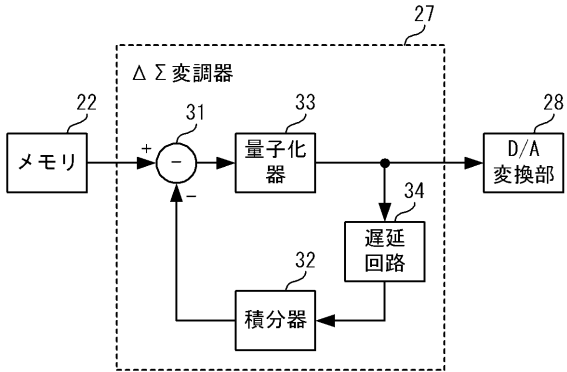 27
ΔΣ変調器
22
31
33
28
メモリ
+
-
量子化
器
D/A
変換部
-
34
遅延
回路
32
積分器